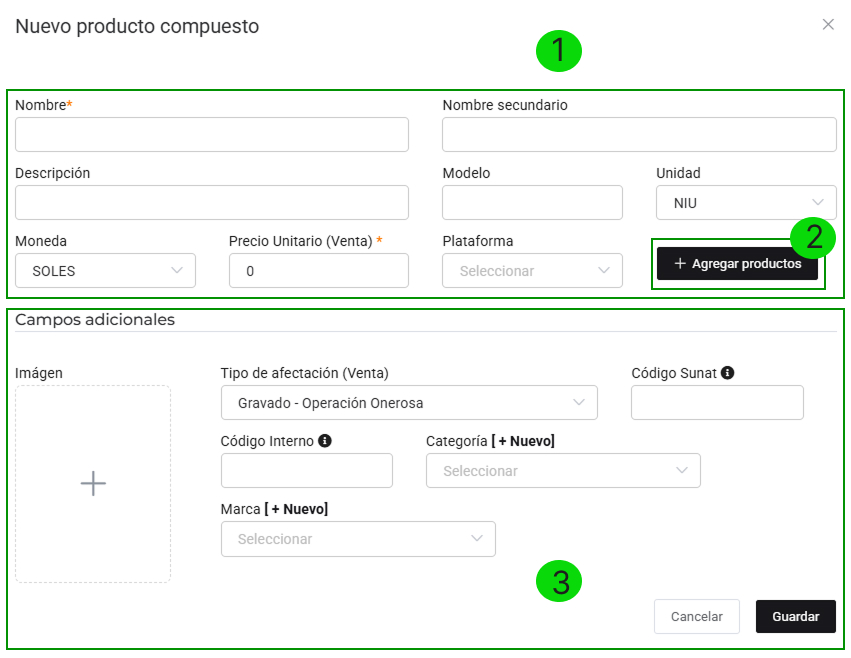 Nuevo producto compuesto
1
Nombre*
Nombre secundario
Descripción
Modelo
Unidad
NIU
Moneda
Precio Unitario (Venta) *
Plataforma
2
SOLES
0
Seleccionar
+ Agregar productos
Campos adicionales
Imágen
Tipo de afectación (Venta)
Código Sunat
Gravado - Operación Onerosa
Código Interno
Categoría [ + Nuevo]
Seleccionar
Marca [ + Nuevo]
Seleccionar
3
Cancelar
Guardar